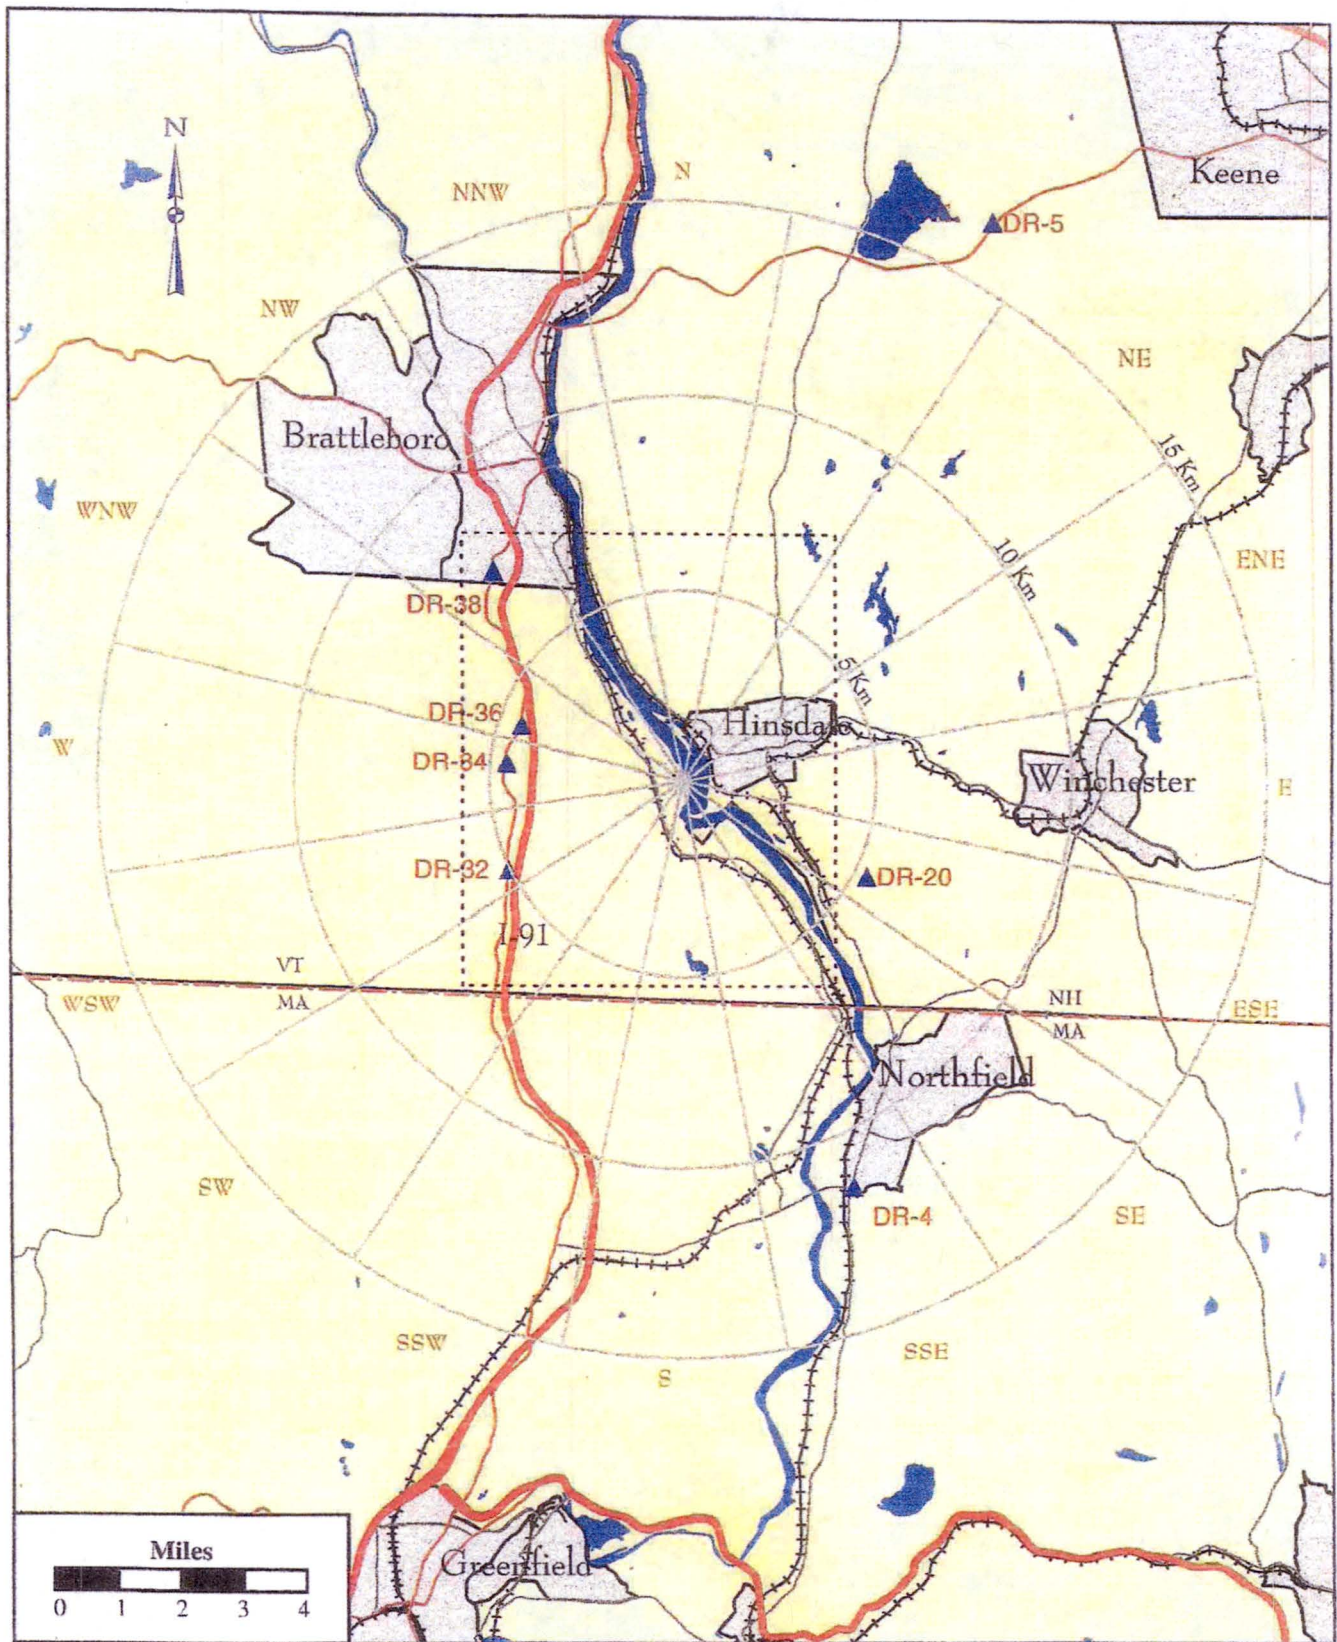 N
NNW
N
Keene
DR-5
NW
NE
Brattleboro
15 Km
WNW
10 Km
ENE
DR-38
5 Km
DR-36
Hinsdale
W
DR-34
Winchester
E
DR-32
DR-20
I-91
VT
MA
WSW
NH
MA
ESE
Northfield
SW
DR-4
SE
SSW
SSE
S
Miles
0 1 2 3 4
Greenfield